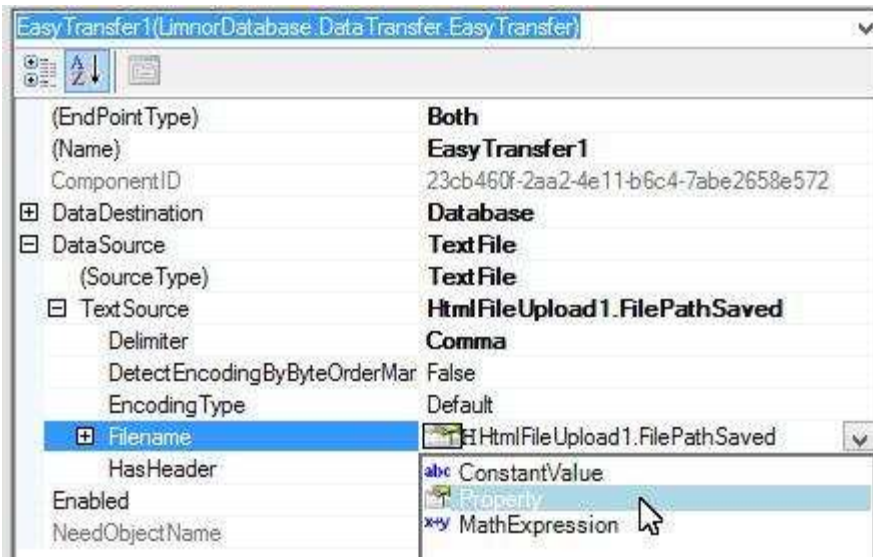 EasyTransfer1(LimnorDatabase.DataTransfer.EasyTransfer)
(EndPointType) Both
(Name) EasyTransfer1
ComponentID 23cb460f-2aa2-4e11-b6c4-7abe2658e572
DataDestination Database
DataSource TextFile
(SourceType) TextFile
TextSource HtmlFileUpload1.FilePathSaved
Delimiter Comma
DetectEncodingByByteOrderMar False
EncodingType Default
Filename HtmlFileUpload1.FilePathSaved
HasHeader abc ConstantValue
Enabled Property
NeedObjectName x+y MathExpression